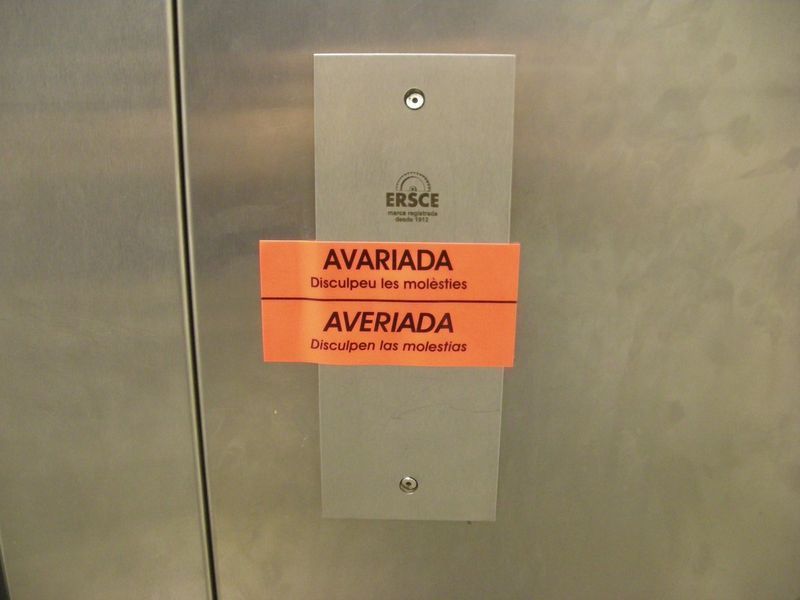 ERSCE
marca registrada
desde 1912
AVARIADA
Disculpeu les molèsties
AVERIADA
Disculpen las molestias